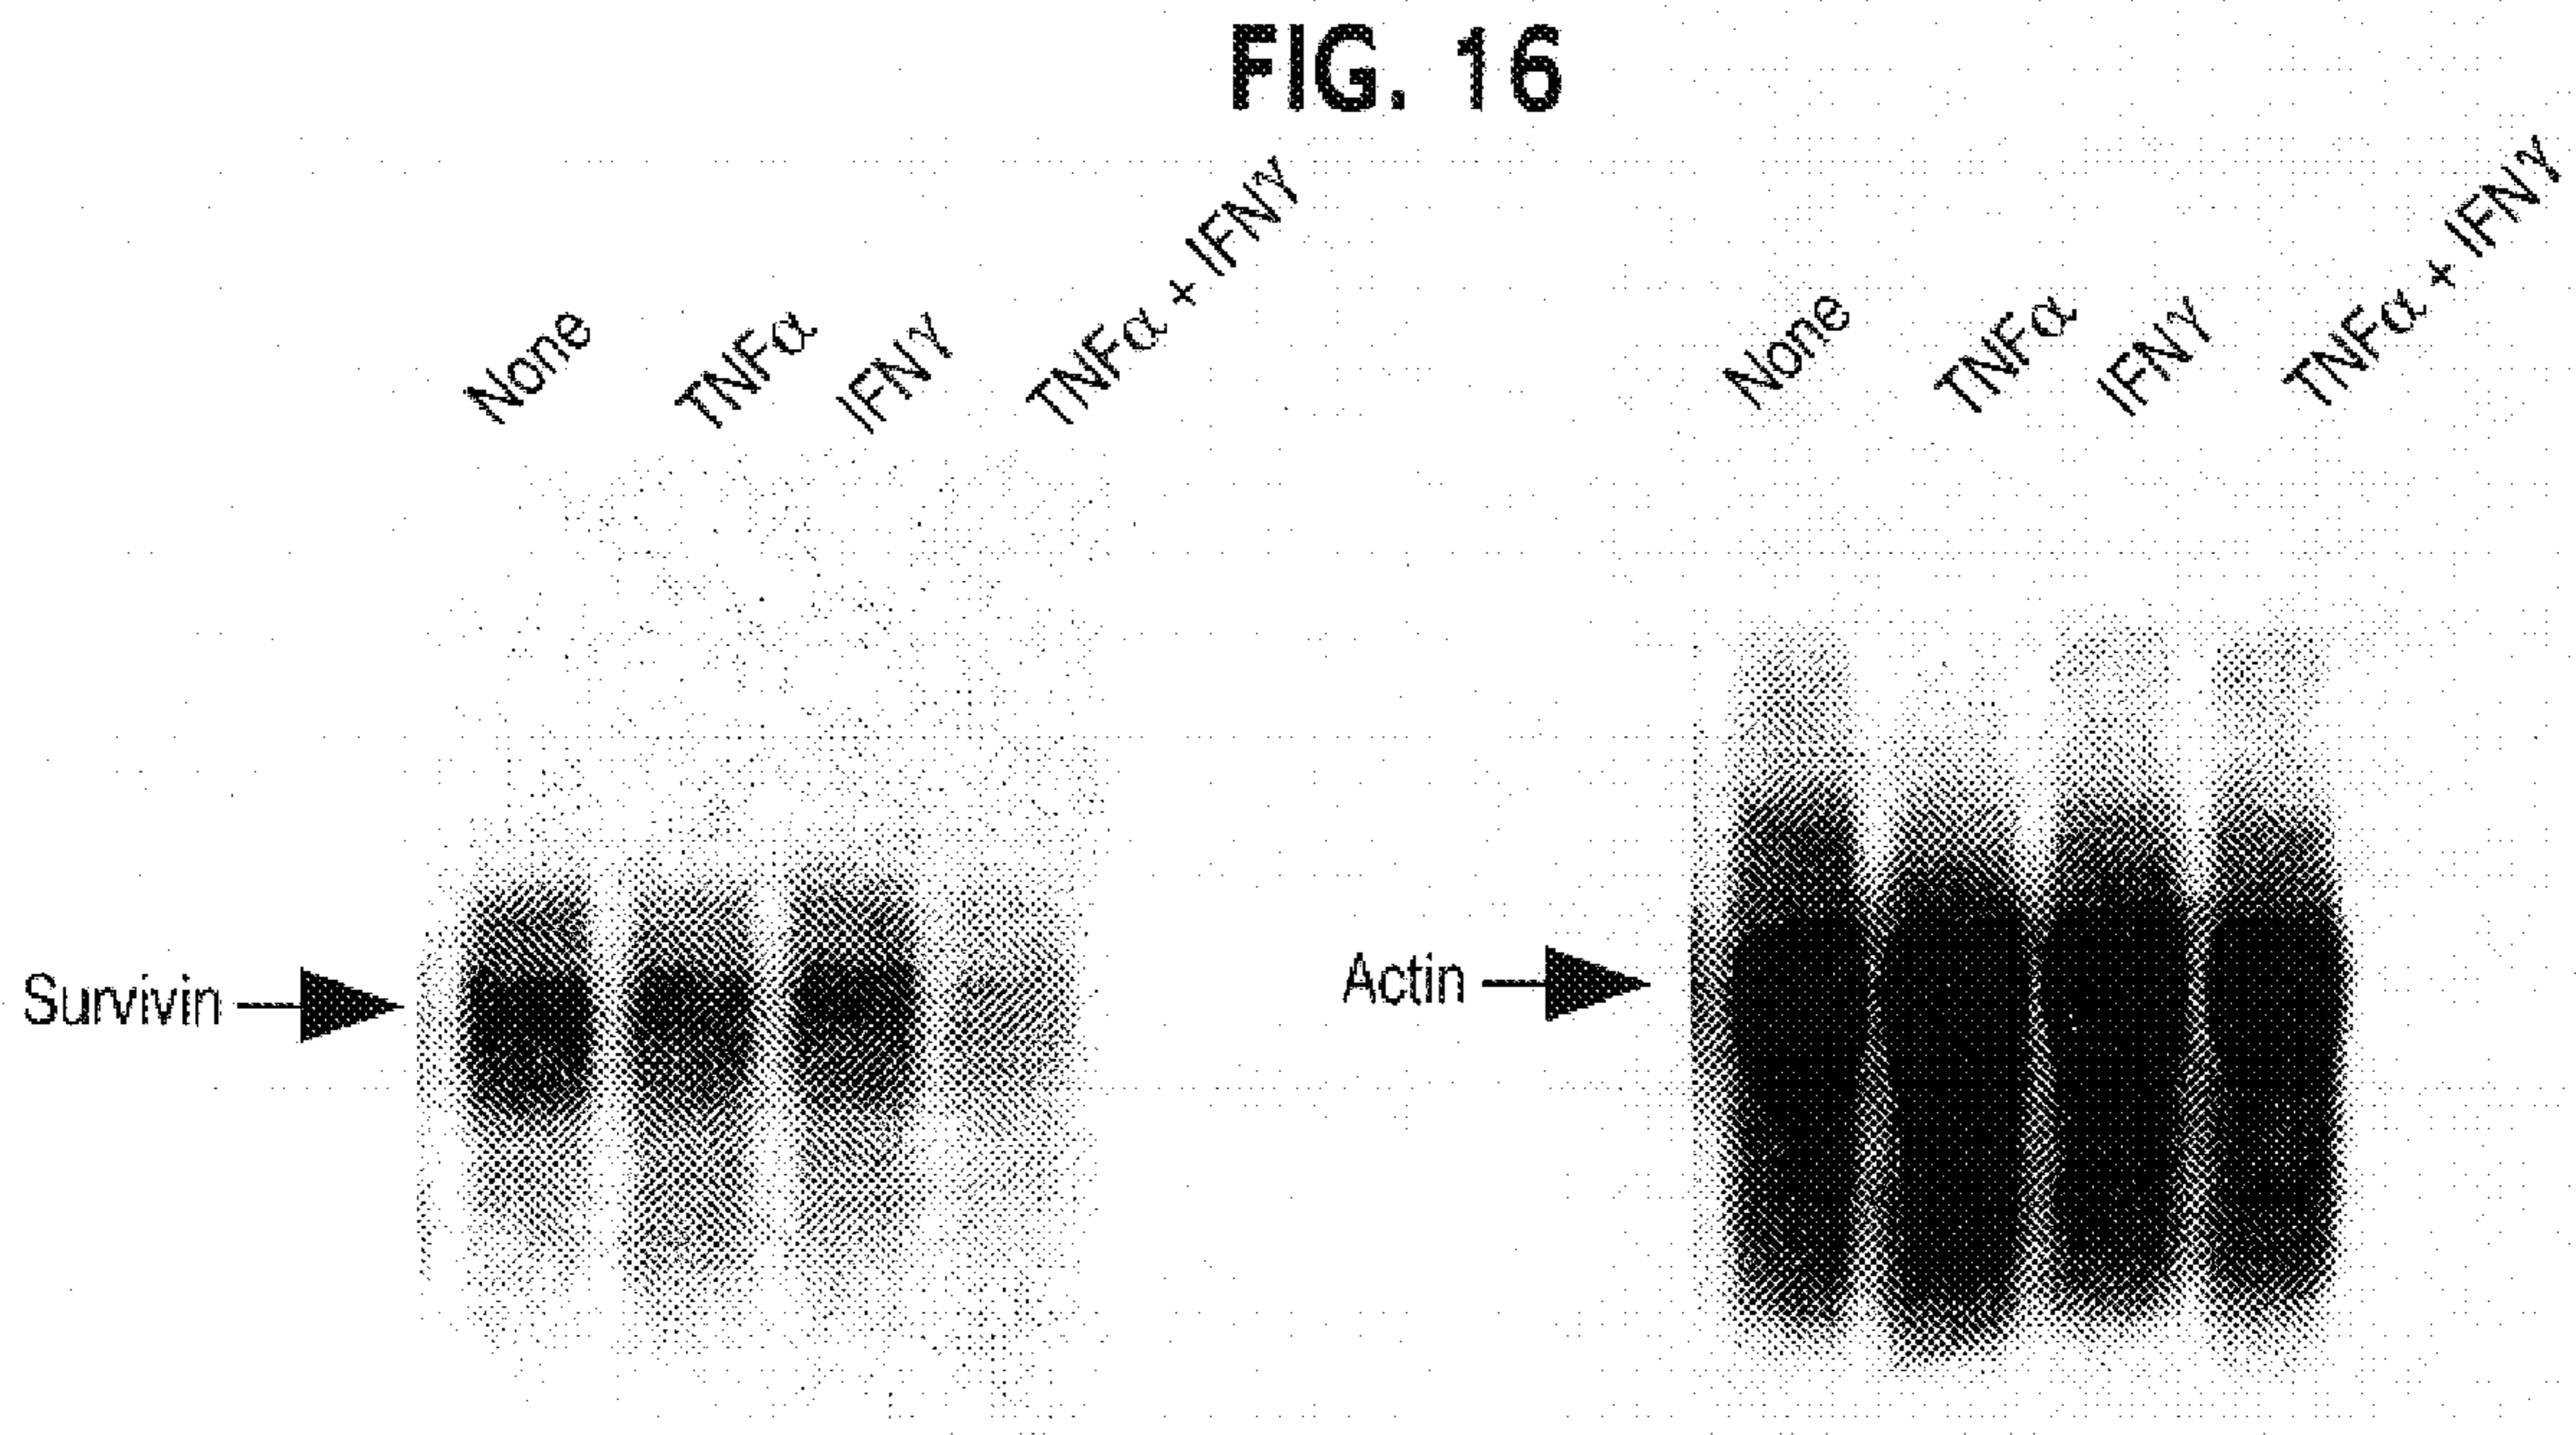 FIG. 16
None
TNFα
IFNγ
TNFα + IFNγ
Survivin
None
TNFα
IFNγ
TNFα + IFNγ
Actin